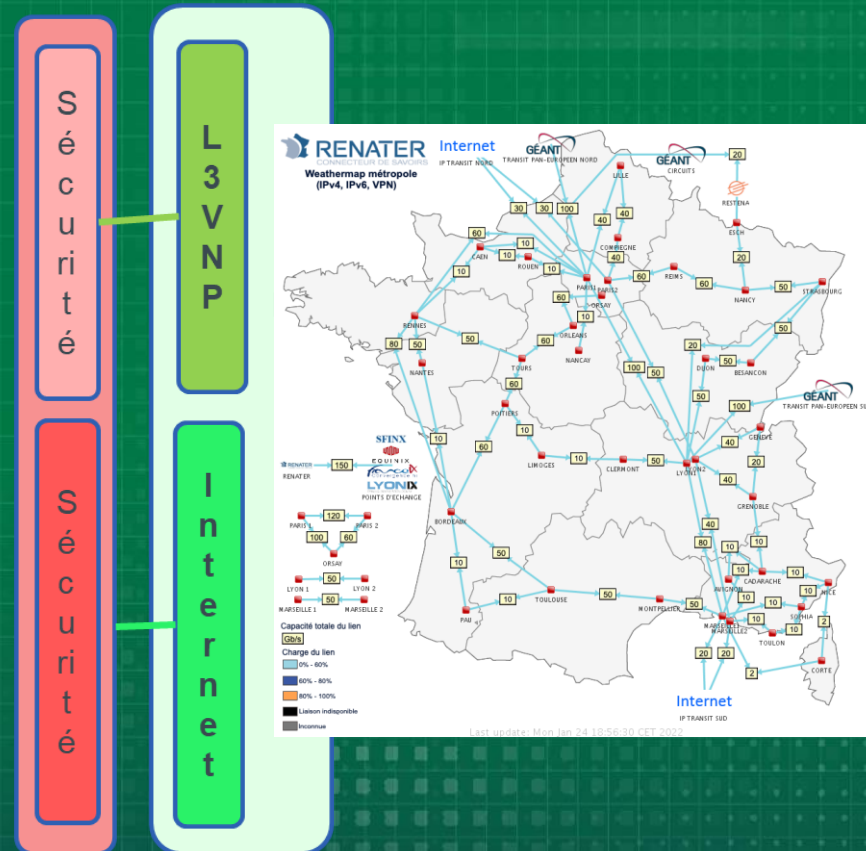 Sécurité
L3VNP
Sécurité
Internet
RENATER
CONNECTEUR DE SAVOIRS
Weathermap métropole
(IPv4, IPv6, VPN)
Internet
IP TRANSIT NORD
GÉANT
TRANSIT PAN-EUROPEEN NORD
GÉANT
CIRCUITS
20
RESTENA
ESCH
LILLE
30
30
100
40
40
COMPIEGNE
40
60
CAEN
10
10
ROUEN
10
10
PARIS1
PARIS2
ORSAY
60
REIMS
60
20
NANCY
50
STRASBOURG
60
10
ORLEANS
NANCAY
RENNES
80
50
NANTES
50
60
TOURS
60
POITIERS
10
60
10
LIMOGES
10
CLERMONT
50
100
50
20
50
DIJON
50
BESANCON
50
100
GÉANT
LYON1
LYON2
40
GENEVE
20
40
GRENOBLE
SFINX
EQUINIX
LYONIX
POINTS D'ECHANGE
RENATER
RENATER
150
PARIS 1
120
PARIS 2
100
60
ORSAY
LYON 1
50
LYON 2
MARSEILLE 1
50
MARSEILLE 2
BORDEAUX
10
50
PAU
10
TOULOUSE
50
MONTPELLIER
50
40
80
10
10
10
CADARACHE
10
AVIGNON
10
10
NICE
SOPHIA
MARSEILLE1
MARSEILLE2
10
TOULON
10
2
20
20
2
CORTE
Internet
IP TRANSIT SUD
Capacité totale du lien
Gb/s
Charge du lien
0% - 60%
60% - 80%
80% - 100%
Liaison indisponible
Inconnue
Last update: Mon Jan 24 18:56:30 CET 2022